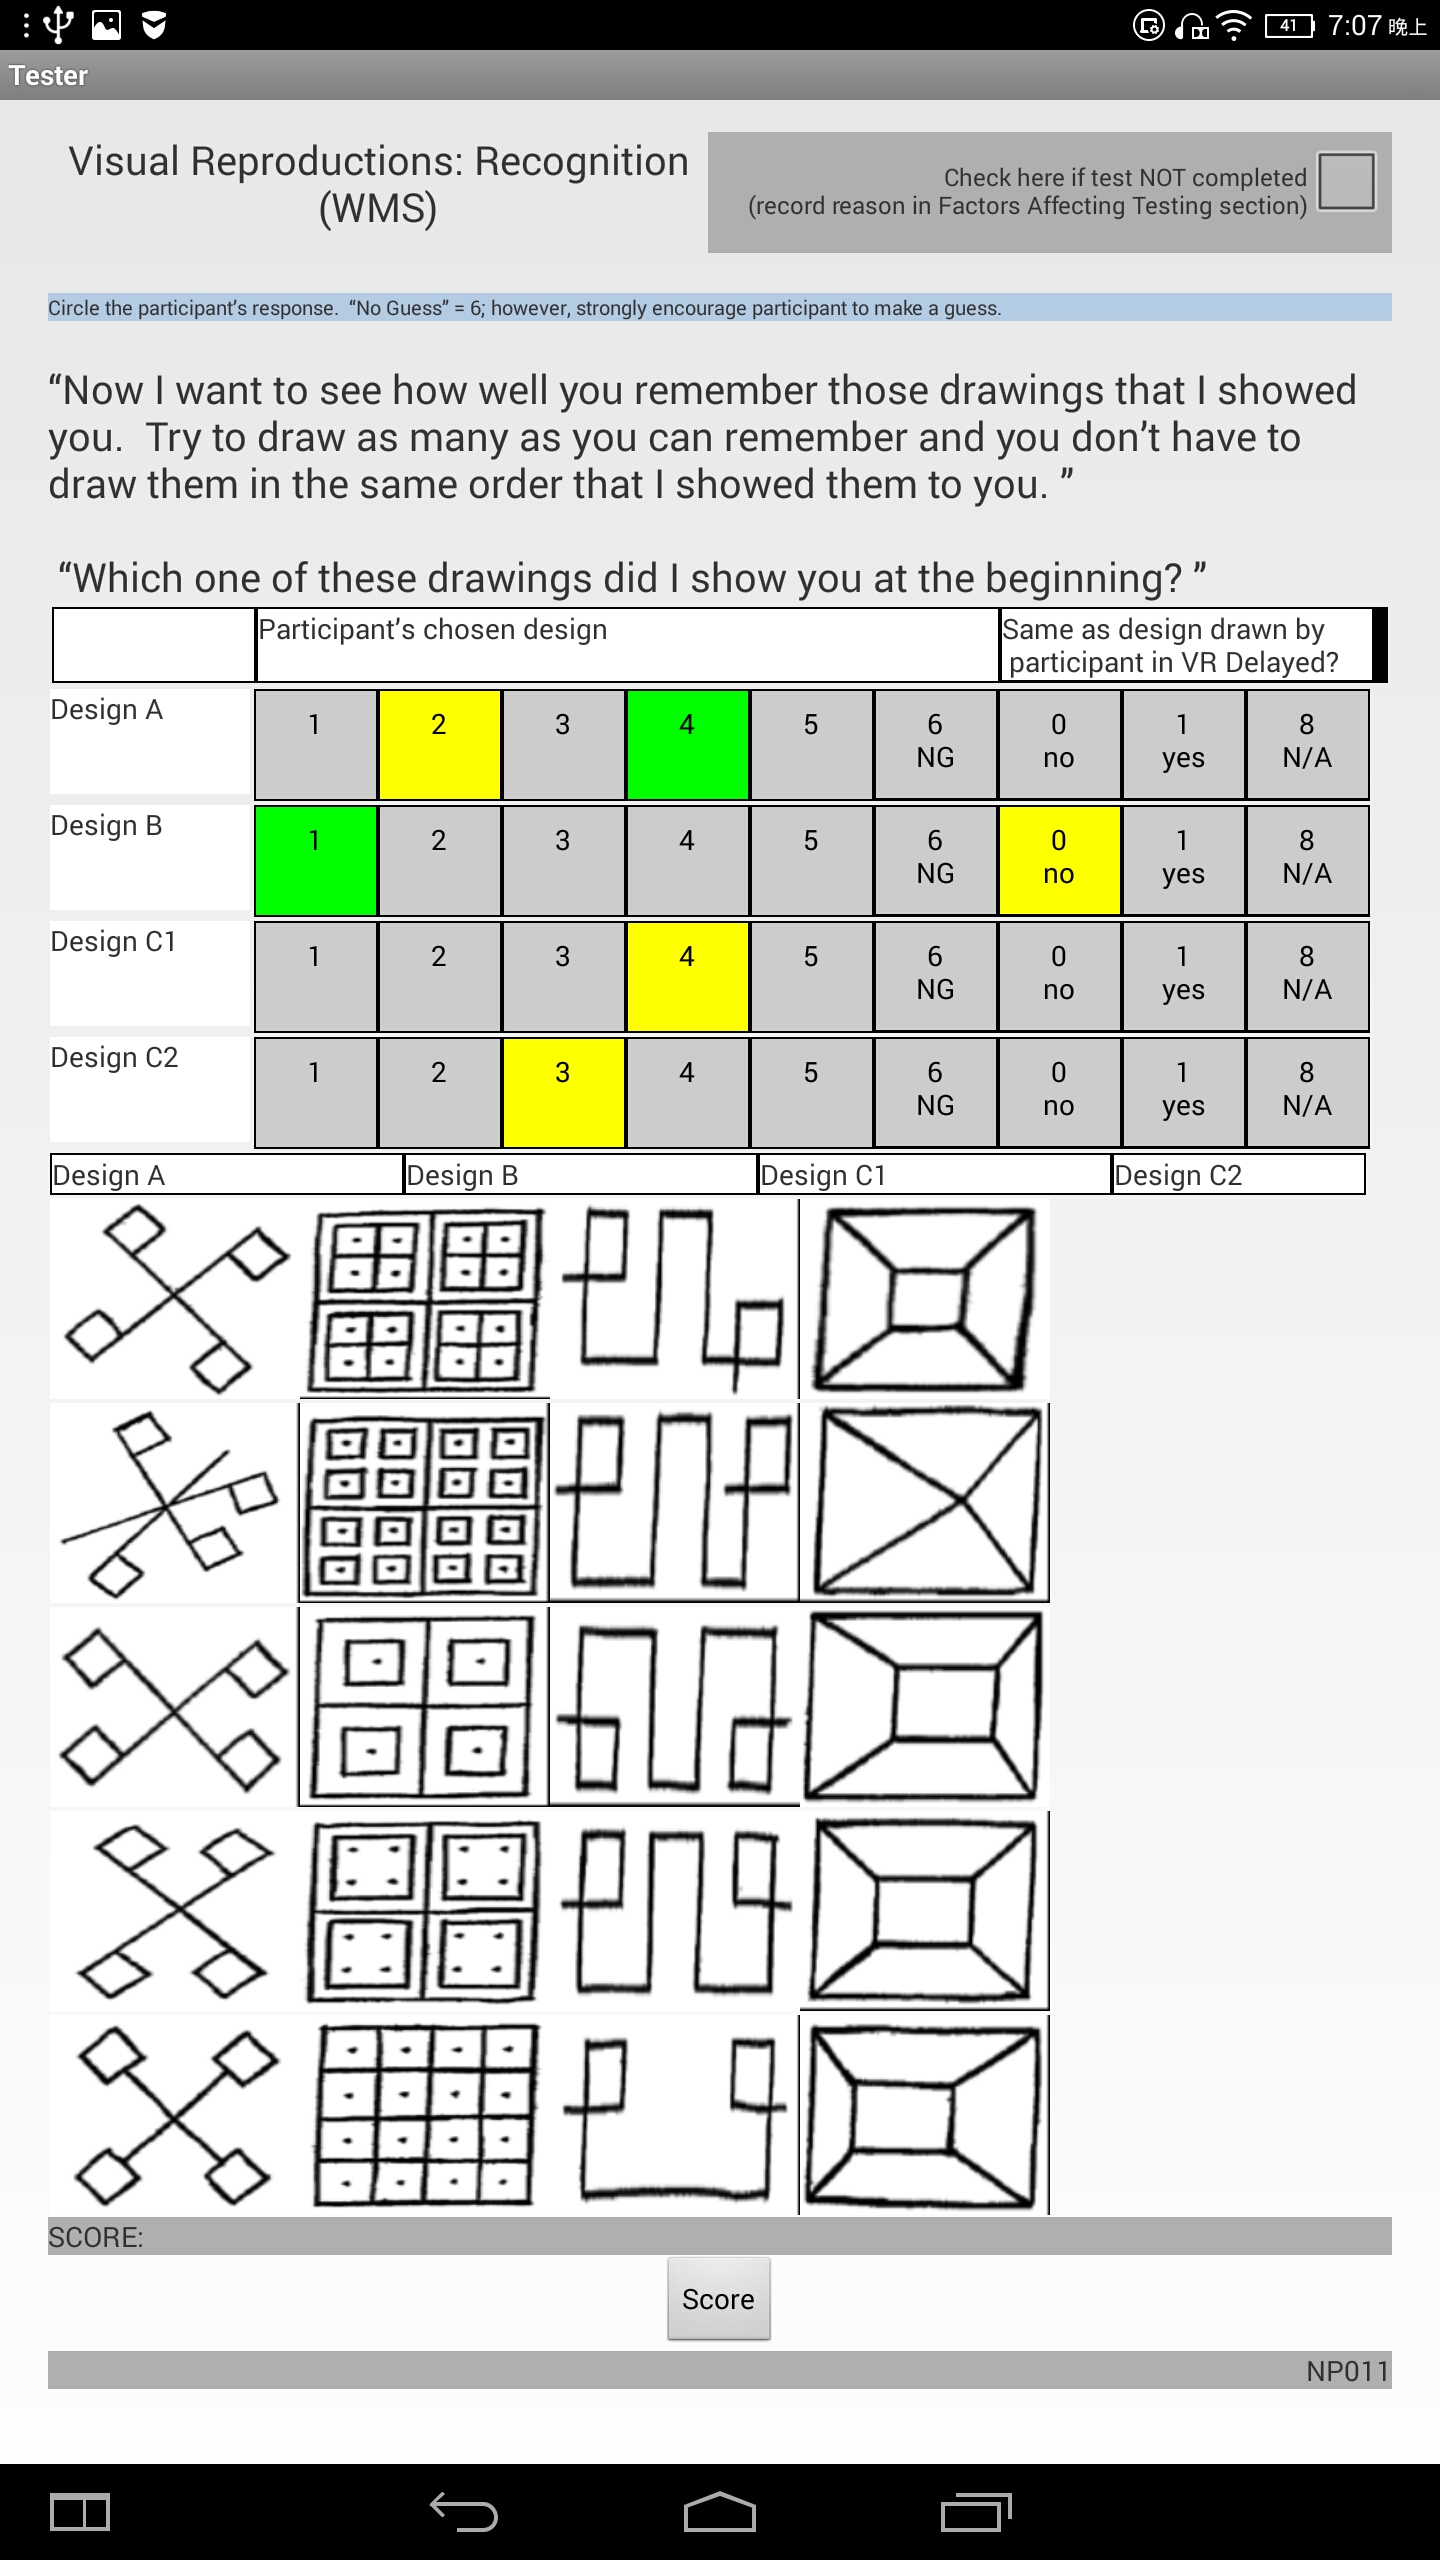 41 7:07 晚上
Tester
Visual Reproductions: Recognition
(WMS)
Check here if test NOT completed
(record reason in Factors Affecting Testing section)
Circle the participant's response.  “No Guess” = 6; however, strongly encourage participant to make a guess.
“Now I want to see how well you remember those drawings that I showed
you.  Try to draw as many as you can remember and you don’t have to
draw them in the same order that I showed them to you. ”
“Which one of these drawings did I show you at the beginning? ”
Participant’s chosen design
Same as design drawn by
participant in VR Delayed?
Design A 1 2 3 4 5 6 0 1 8
NG no yes N/A
Design B 1 2 3 4 5 6 0 1 8
NG no yes N/A
Design C1 1 2 3 4 5 6 0 1 8
NG no yes N/A
Design C2 1 2 3 4 5 6 0 1 8
NG no yes N/A
Design A Design B Design C1 Design C2
SCORE:
Score
NP011